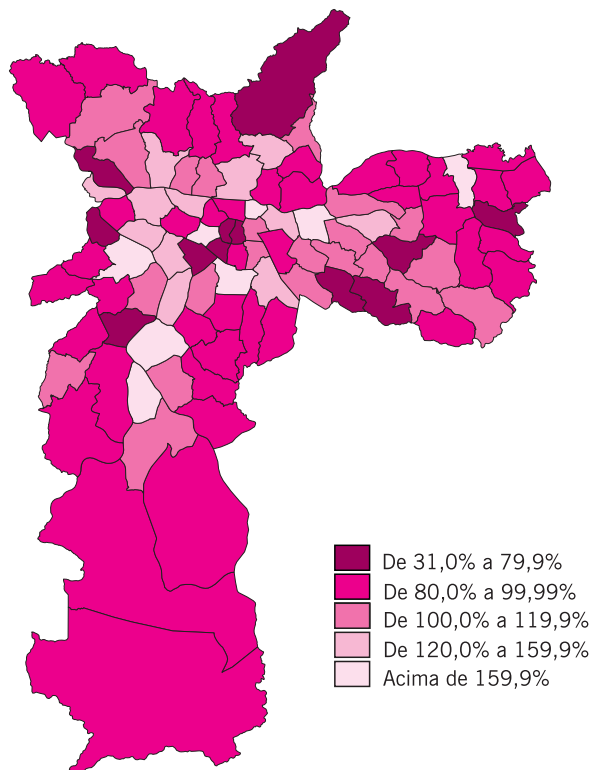 De 31,0% a 79,9%
De 80,0% a 99,99%
De 100,0% a 119,9%
De 120,0% a 159,9%
Acima de 159,9%